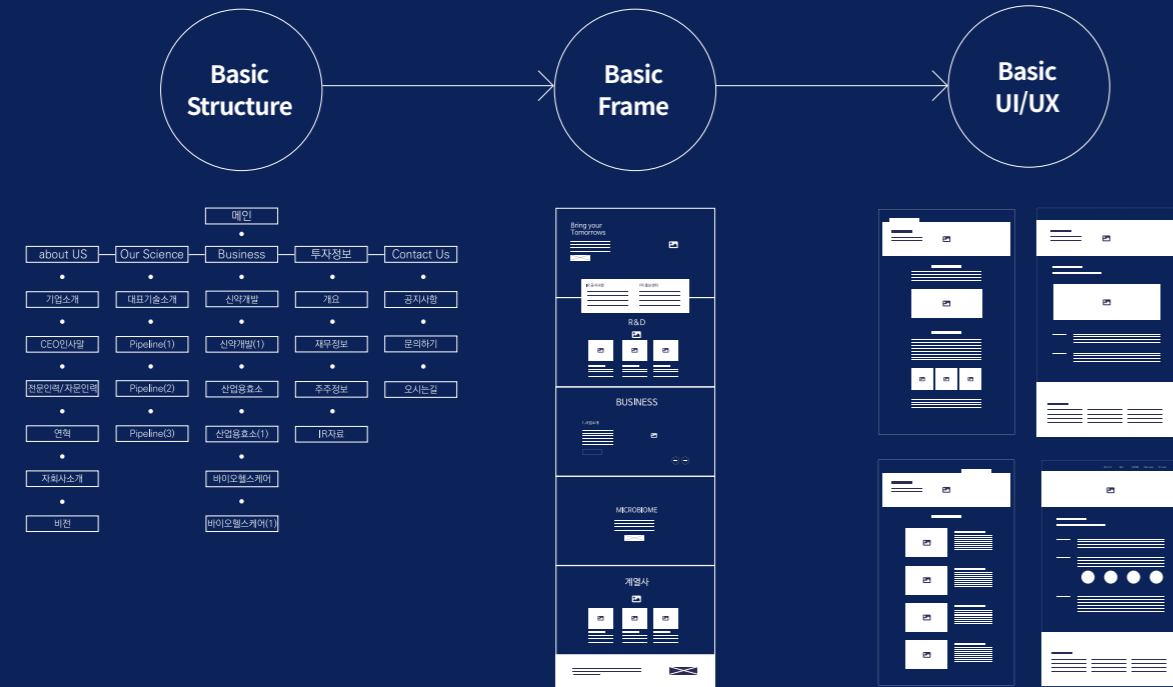 Basic
Structure
Basic
Frame
Basic
UI/UX
메인
about US
Our Science
Business
투자정보
Contact Us
기업소개
대표기술소개
신약개발
개요
공지사항
CEO인사말
Pipeline(1)
신약개발(1)
재무정보
문의하기
전문인력/자문인력
Pipeline(2)
산업용효소
주주정보
오시는길
연혁
Pipeline(3)
산업용효소(1)
IR자료
자회사소개
바이오헬스케어
비전
바이오헬스케어(1)
Bring your
Tomorrows
R&D
BUSINESS
MICROBIOME
계열사